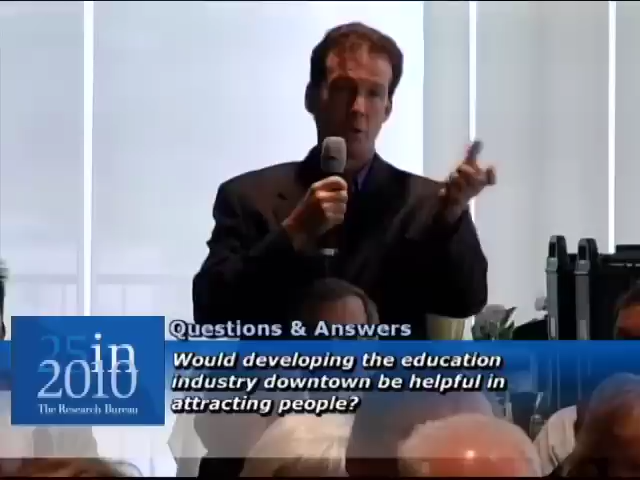 Questions & Answers
25in
2010
The Research Bureau
Would developing the education
industry downtown be helpful in
attracting people?